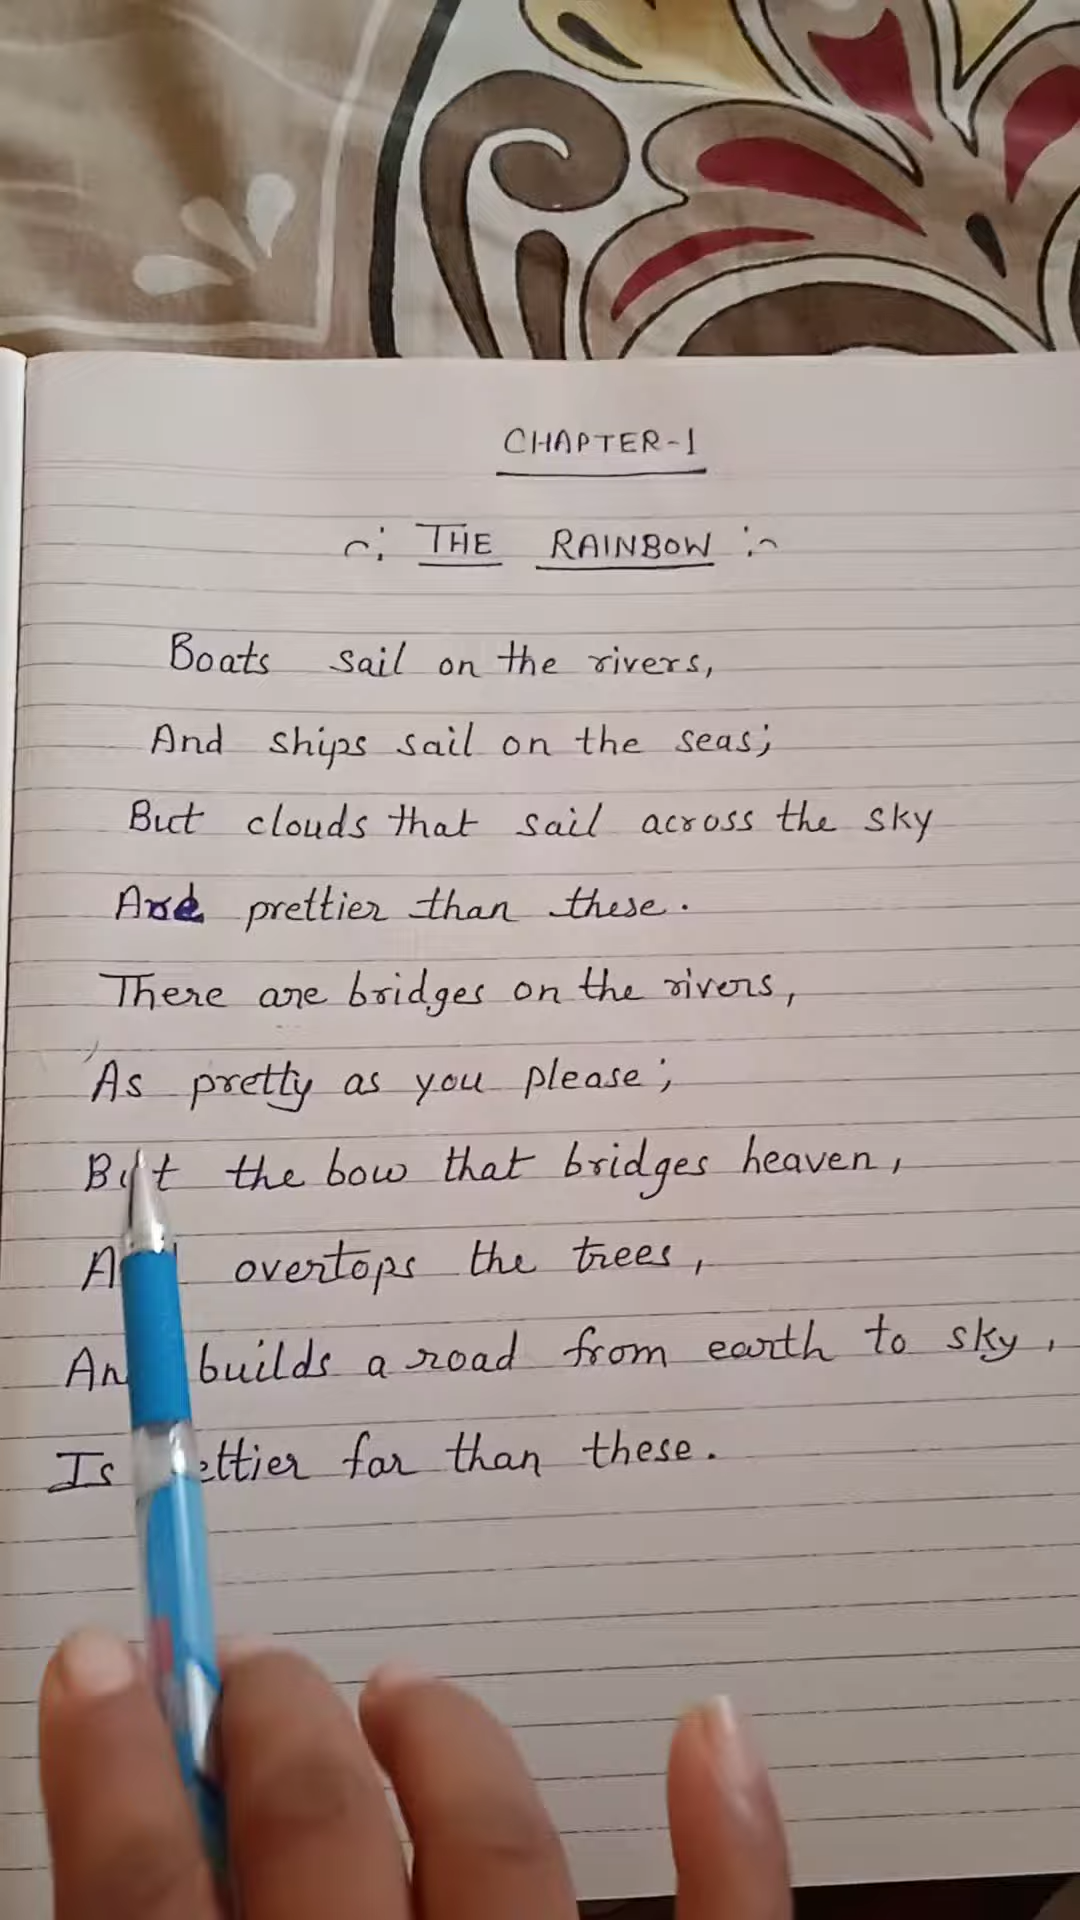 CHAPTER-1
~: THE RAINBOW :~
Boats sail on the rivers,
And ships sail on the seas;
But clouds that sail across the sky
Are prettier than these.
There are bridges on the rivers,
As pretty as you please;
But the bow that bridges heaven,
overtops the trees,
builds a road from earth to sky,
Is far than these.